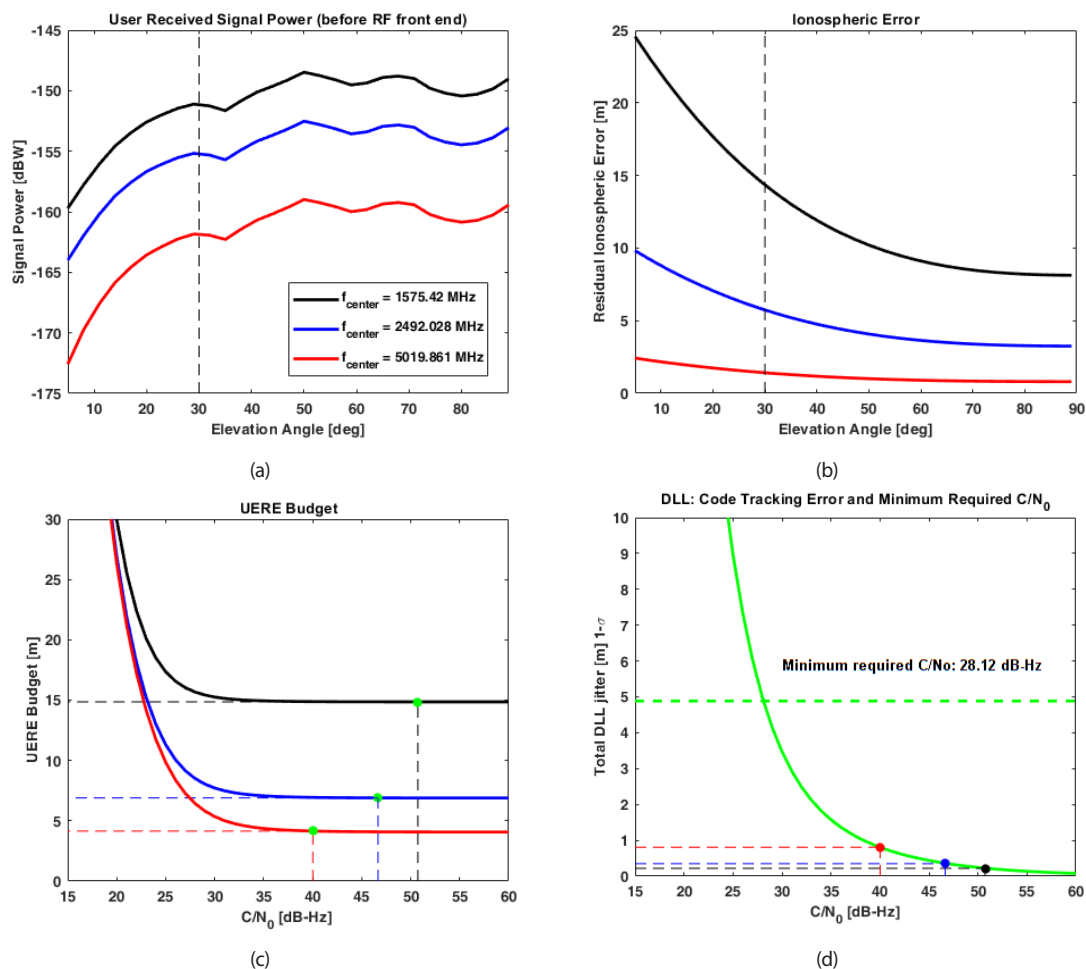 User Received Signal Power (before RF front end)
-145
-150
-155
-160
-165
-170
-175
Signal Power [dBW]
f_center = 1575.42 MHz
f_center = 2492.028 MHz
f_center = 5019.861 MHz
10 20 30 40 50 60 70 80
Elevation Angle [deg]
(a)
Ionospheric Error
25
20
15
10
5
0
Residual Ionospheric Error [m]
10 20 30 40 50 60 70 80 90
Elevation Angle [deg]
(b)
UERE Budget
30
25
20
15
10
5
0
UERE Budget [m]
15 20 25 30 35 40 45 50 55 60
C/N₀ [dB-Hz]
(c)
DLL: Code Tracking Error and Minimum Required C/N₀
10
9
8
7
6
5
4
3
2
1
0
Total DLL jitter [m] 1-σ
Minimum required C/No: 28.12 dB-Hz
15 20 25 30 35 40 45 50 55 60
C/N₀ [dB-Hz]
(d)